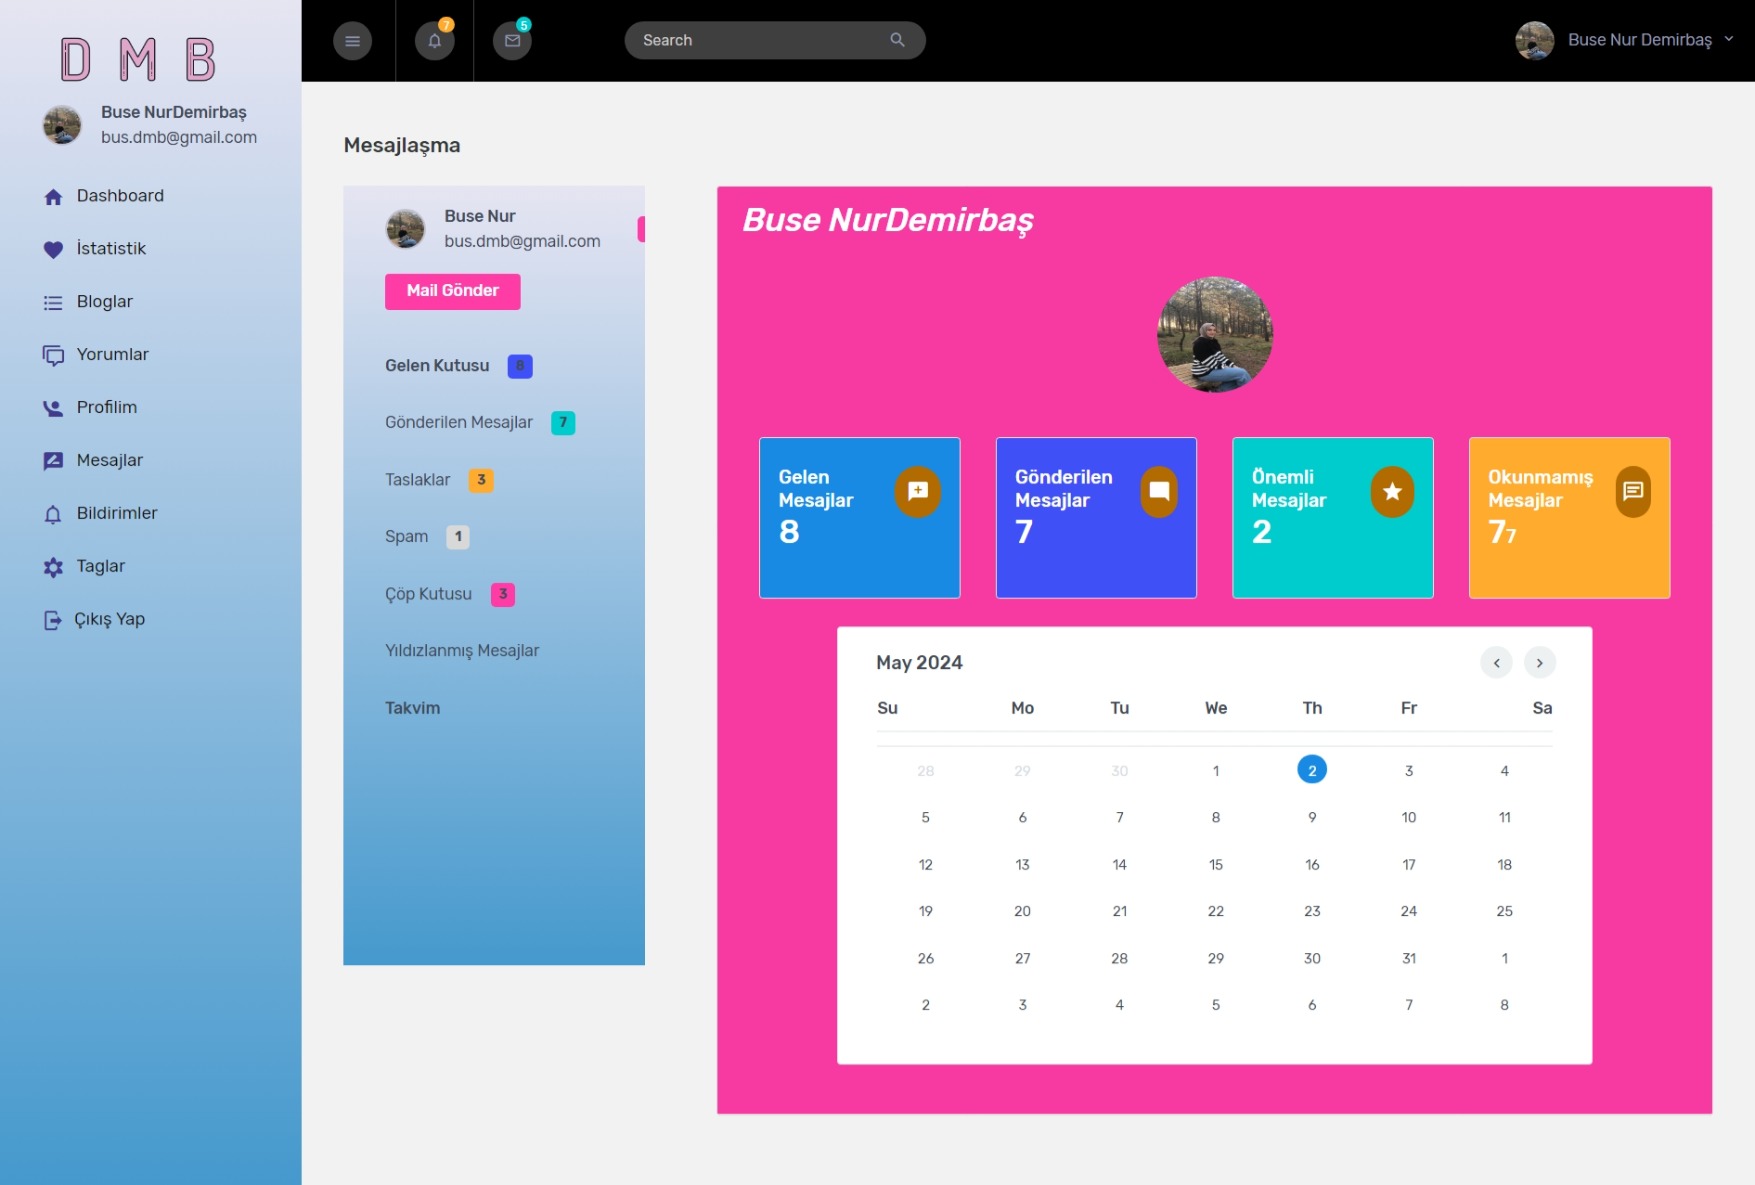 DMB
Buse NurDemirbaş
bus.dmb@gmail.com
Dashboard
İstatistik
Bloglar
Yorumlar
Profilim
Mesajlar
Bildirimler
Taglar
Çıkış Yap
7
5
Search
Buse Nur Demirbaş
Mesajlaşma
Buse Nur
bus.dmb@gmail.com
Mail Gönder
Gelen Kutusu 8
Gönderilen Mesajlar 7
Taslaklar 3
Spam 1
Çöp Kutusu 3
Yıldızlanmış Mesajlar
Takvim
Buse NurDemirbaş
Gelen
Mesajlar
8
Gönderilen
Mesajlar
7
Önemli
Mesajlar
2
Okunmamış
Mesajlar
77
May 2024
Su Mo Tu We Th Fr Sa
28 29 30 1 2 3 4
5 6 7 8 9 10 11
12 13 14 15 16 17 18
19 20 21 22 23 24 25
26 27 28 29 30 31 1
2 3 4 5 6 7 8